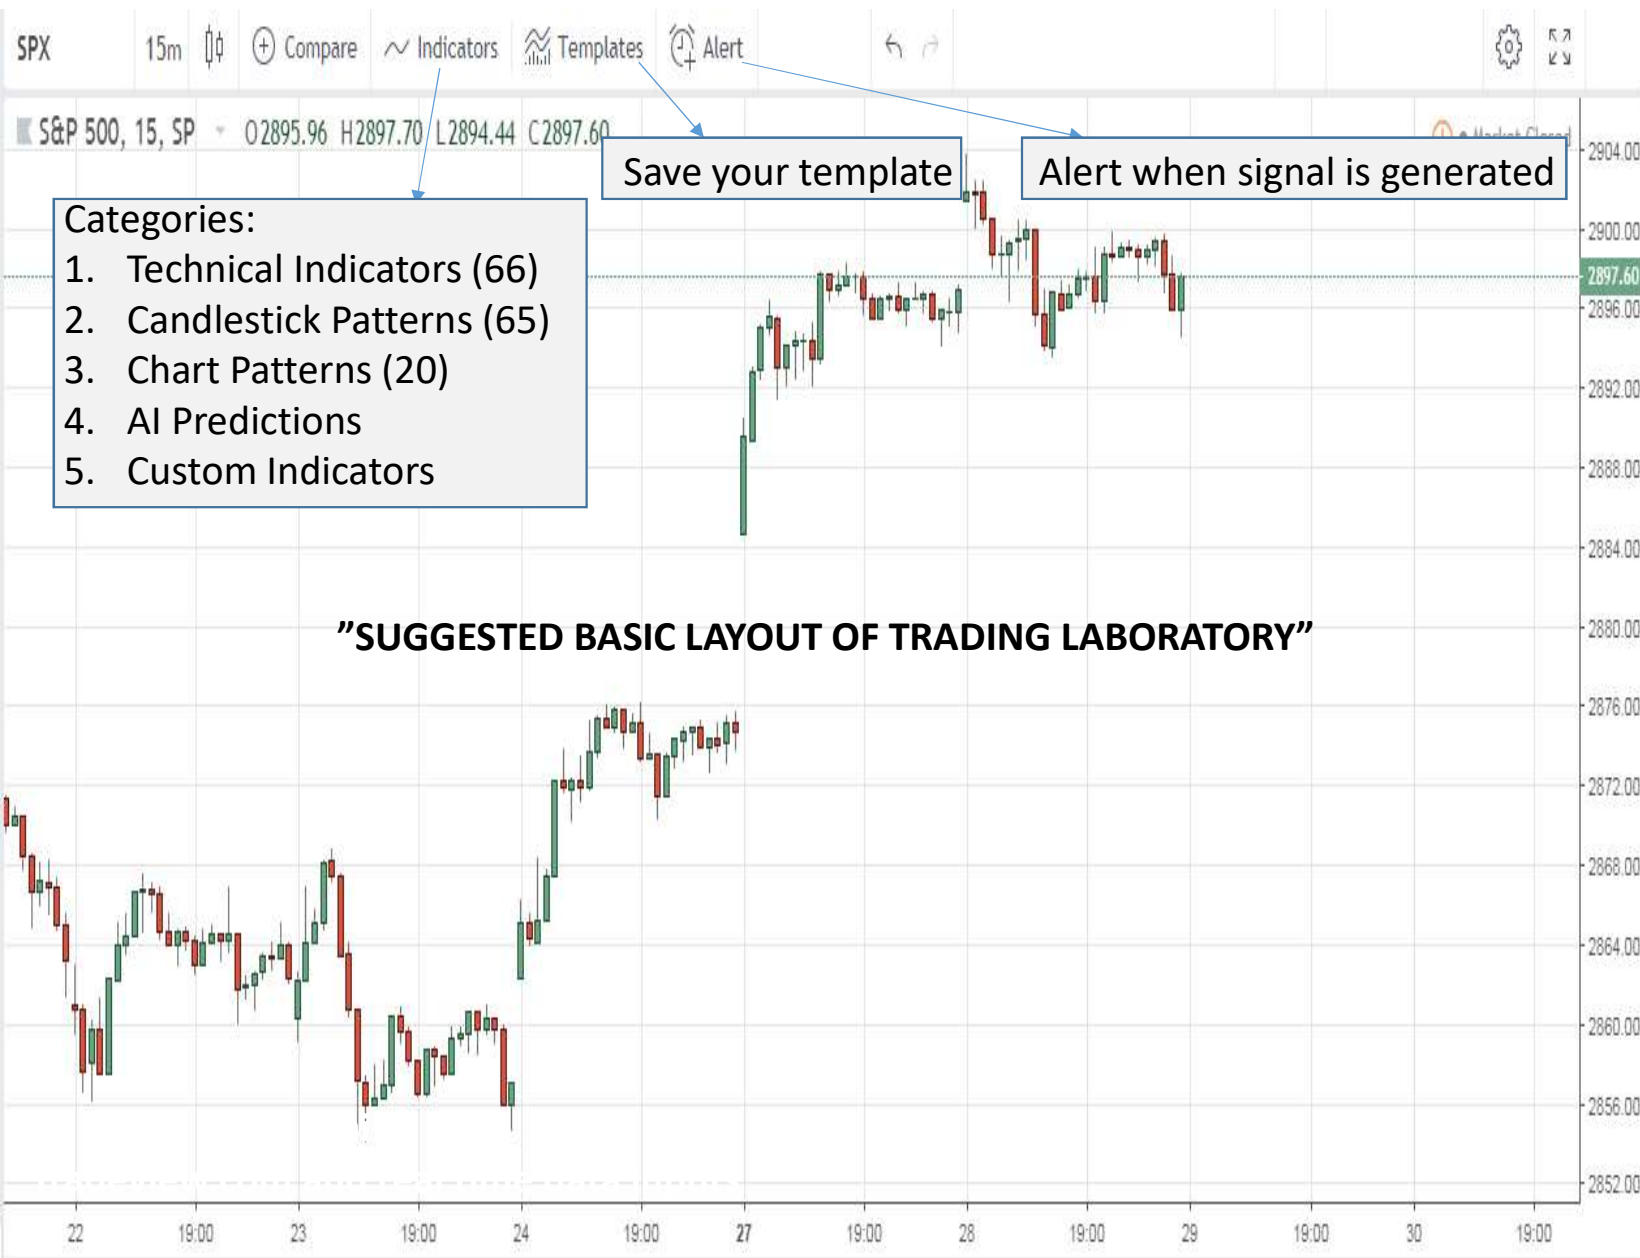 SPX 15m Compare Indicators Templates Alert
S&P 500, 15, SP O2895.96 H2897.70 L2894.44 C2897.60
Save your template
Alert when signal is generated
Categories:
1. Technical Indicators (66)
2. Candlestick Patterns (65)
3. Chart Patterns (20)
4. AI Predictions
5. Custom Indicators
”SUGGESTED BASIC LAYOUT OF TRADING LABORATORY”
2904.00
2900.00
2897.60
2896.00
2892.00
2888.00
2884.00
2880.00
2876.00
2872.00
2868.00
2864.00
2860.00
2856.00
2852.00
22 19:00 23 19:00 24 19:00 27 19:00 28 19:00 29 19:00 30 19:00